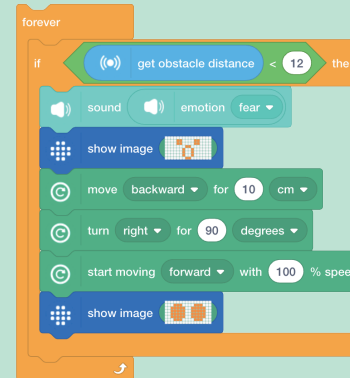 forever
if get obstacle distance < 12 the
sound emotion fear
show image
move backward for 10 cm
turn right for 90 degrees
start moving forward with 100 % spee
show image